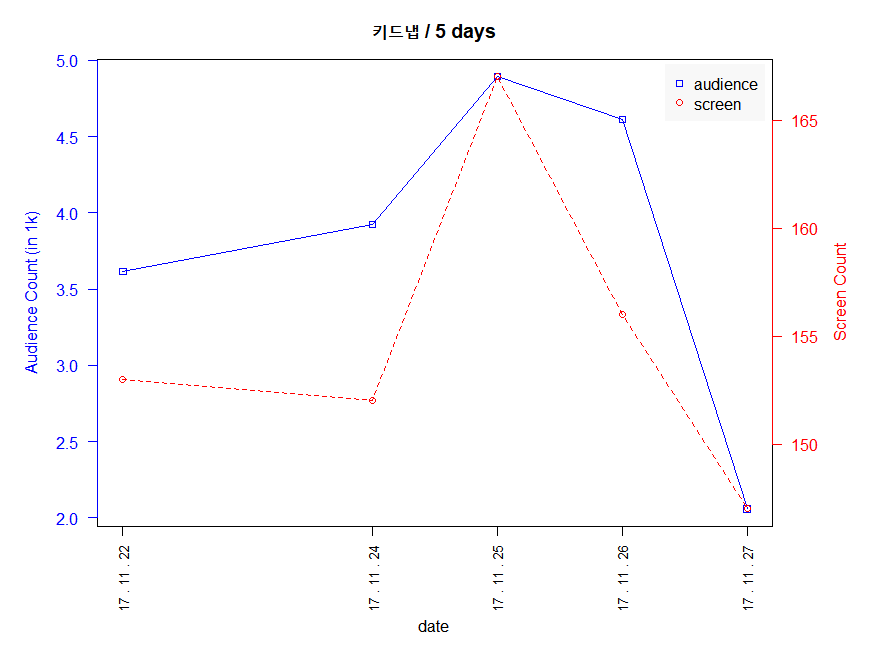 키드냅 / 5 days
audience
screen
5.0
4.5
4.0
3.5
3.0
2.5
2.0
Audience Count (in 1k)
165
160
155
150
Screen Count
17 . 11 . 22
17 . 11 . 24
17 . 11 . 25
17 . 11 . 26
17 . 11 . 27
date